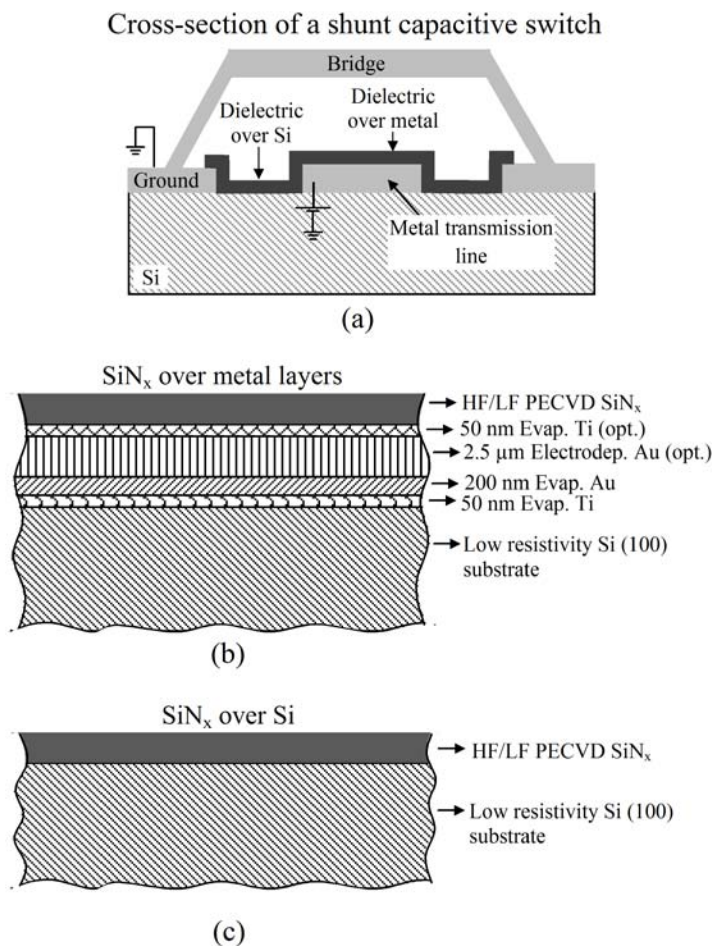 Cross-section of a shunt capacitive switch
Bridge
Dielectric
over Si
Dielectric
over metal
Ground
Metal transmission
line
Si
(a)
SiNₓ over metal layers
HF/LF PECVD SiNₓ
50 nm Evap. Ti (opt.)
2.5 µm Electrodep. Au (opt.)
200 nm Evap. Au
50 nm Evap. Ti
Low resistivity Si (100)
substrate
(b)
SiNₓ over Si
HF/LF PECVD SiNₓ
Low resistivity Si (100)
substrate
(c)